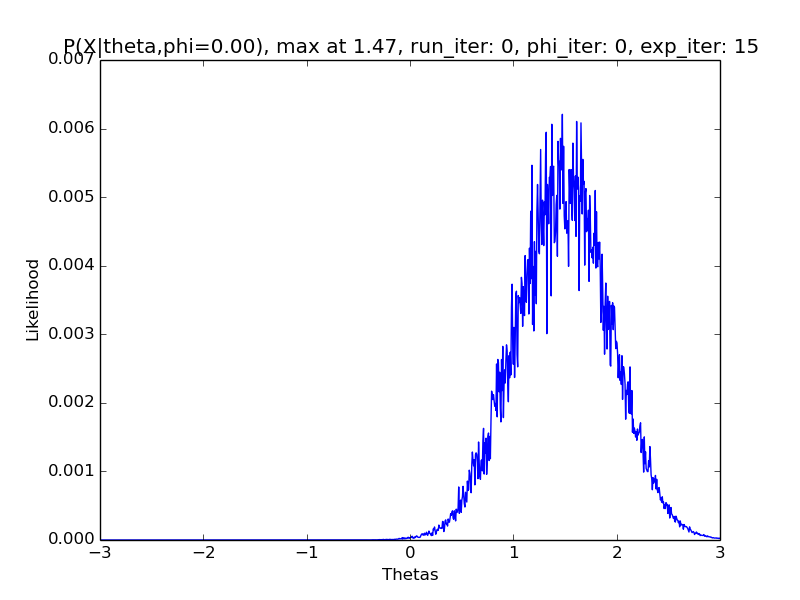 P(X|theta,phi=0.00), max at 1.47, run_iter: 0, phi_iter: 0, exp_iter: 15
0.007
0.006
0.005
0.004
0.003
0.002
0.001
0.000
Likelihood
−3 −2 −1 0 1 2 3
Thetas